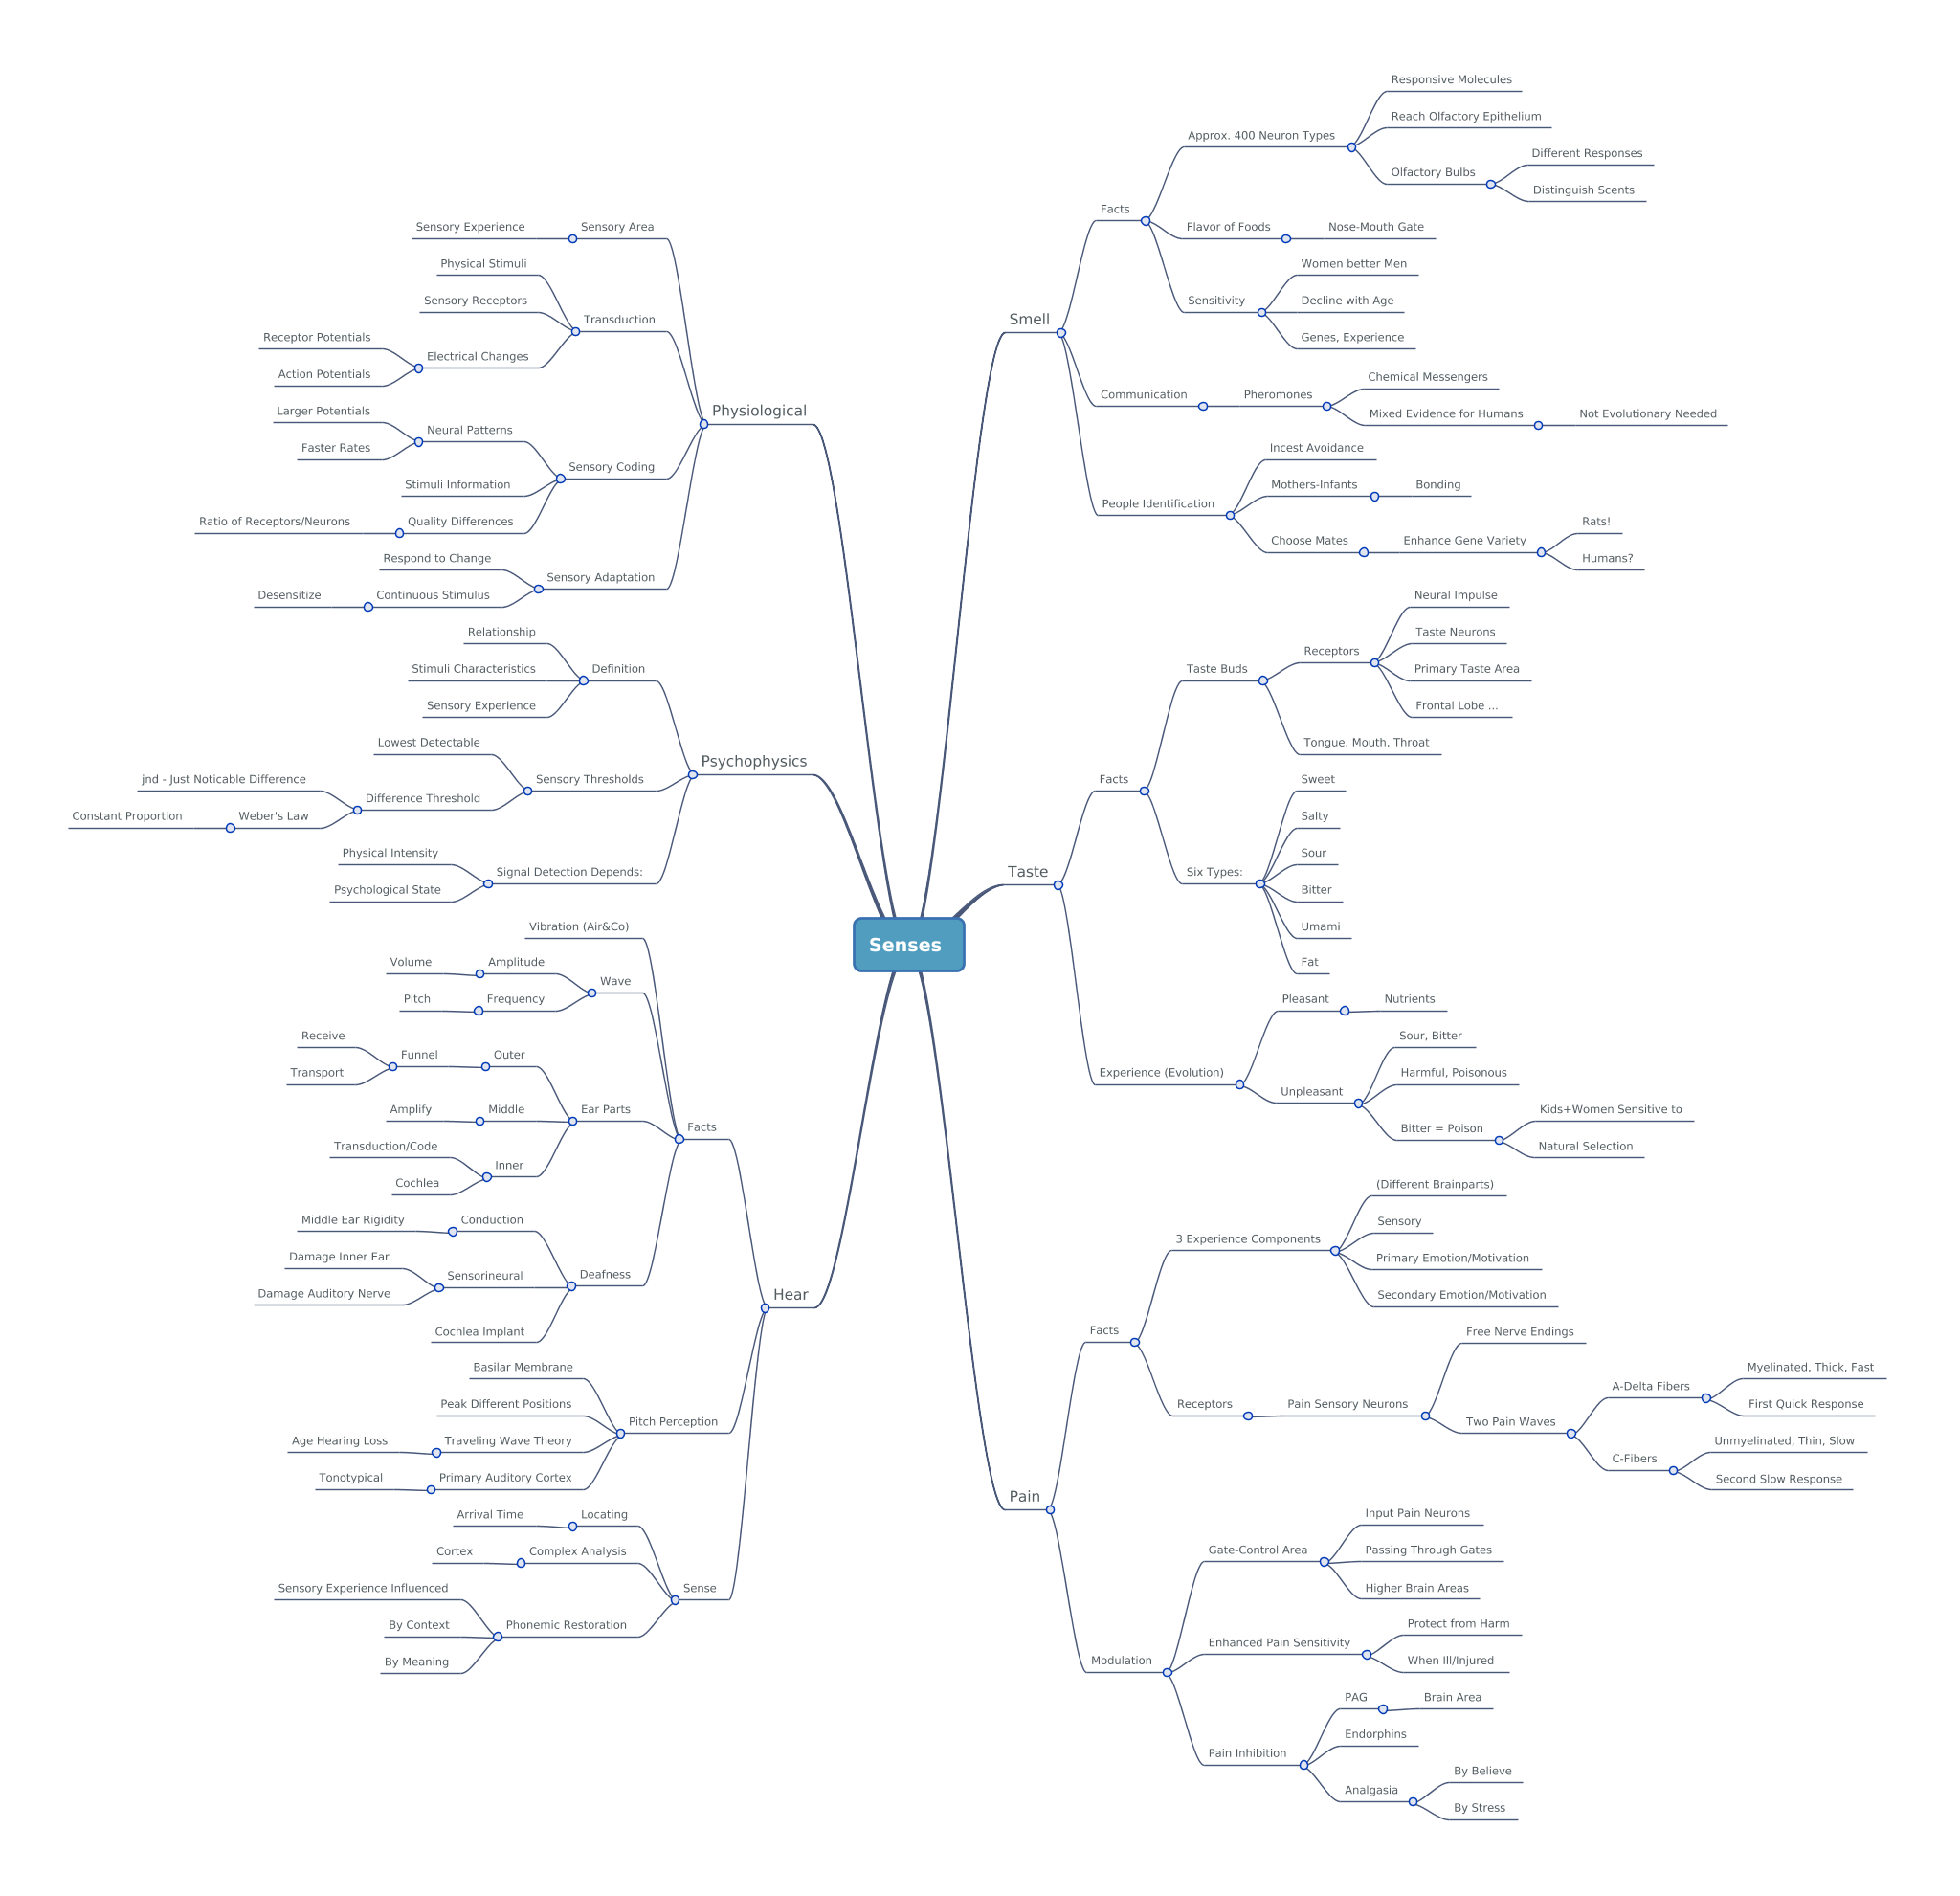 Senses
Physiological
Sensory Area
Sensory Experience
Transduction
Physical Stimuli
Sensory Receptors
Electrical Changes
Receptor Potentials
Action Potentials
Sensory Coding
Neural Patterns
Larger Potentials
Faster Rates
Stimuli Information
Quality Differences
Ratio of Receptors/Neurons
Sensory Adaptation
Respond to Change
Continuous Stimulus
Desensitize
Psychophysics
Definition
Relationship
Stimuli Characteristics
Sensory Experience
Sensory Thresholds
Lowest Detectable
Difference Threshold
jnd - Just Noticable Difference
Weber's Law
Constant Proportion
Signal Detection Depends:
Physical Intensity
Psychological State
Hear
Facts
Vibration (Air&Co)
Wave
Amplitude
Volume
Frequency
Pitch
Ear Parts
Outer
Funnel
Receive
Transport
Middle
Amplify
Inner
Transduction/Code
Cochlea
Deafness
Conduction
Middle Ear Rigidity
Sensorineural
Damage Inner Ear
Damage Auditory Nerve
Cochlea Implant
Pitch Perception
Basilar Membrane
Peak Different Positions
Traveling Wave Theory
Age Hearing Loss
Primary Auditory Cortex
Tonotypical
Sense
Locating
Arrival Time
Complex Analysis
Cortex
Phonemic Restoration
Sensory Experience Influenced
By Context
By Meaning
Smell
Facts
Approx. 400 Neuron Types
Responsive Molecules
Reach Olfactory Epithelium
Olfactory Bulbs
Different Responses
Distinguish Scents
Flavor of Foods
Nose-Mouth Gate
Sensitivity
Women better Men
Decline with Age
Genes, Experience
Communication
Pheromones
Chemical Messengers
Mixed Evidence for Humans
Not Evolutionary Needed
People Identification
Incest Avoidance
Mothers-Infants
Bonding
Choose Mates
Enhance Gene Variety
Rats!
Humans?
Taste
Facts
Taste Buds
Receptors
Neural Impulse
Taste Neurons
Primary Taste Area
Frontal Lobe ...
Tongue, Mouth, Throat
Six Types:
Sweet
Salty
Sour
Bitter
Umami
Fat
Experience (Evolution)
Pleasant
Nutrients
Unpleasant
Sour, Bitter
Harmful, Poisonous
Bitter = Poison
Kids+Women Sensitive to
Natural Selection
Pain
Facts
3 Experience Components
(Different Brainparts)
Sensory
Primary Emotion/Motivation
Secondary Emotion/Motivation
Receptors
Pain Sensory Neurons
Free Nerve Endings
Two Pain Waves
A-Delta Fibers
Myelinated, Thick, Fast
First Quick Response
C-Fibers
Unmyelinated, Thin, Slow
Second Slow Response
Modulation
Gate-Control Area
Input Pain Neurons
Passing Through Gates
Higher Brain Areas
Enhanced Pain Sensitivity
Protect from Harm
When Ill/Injured
Pain Inhibition
PAG
Brain Area
Endorphins
Analgasia
By Believe
By Stress